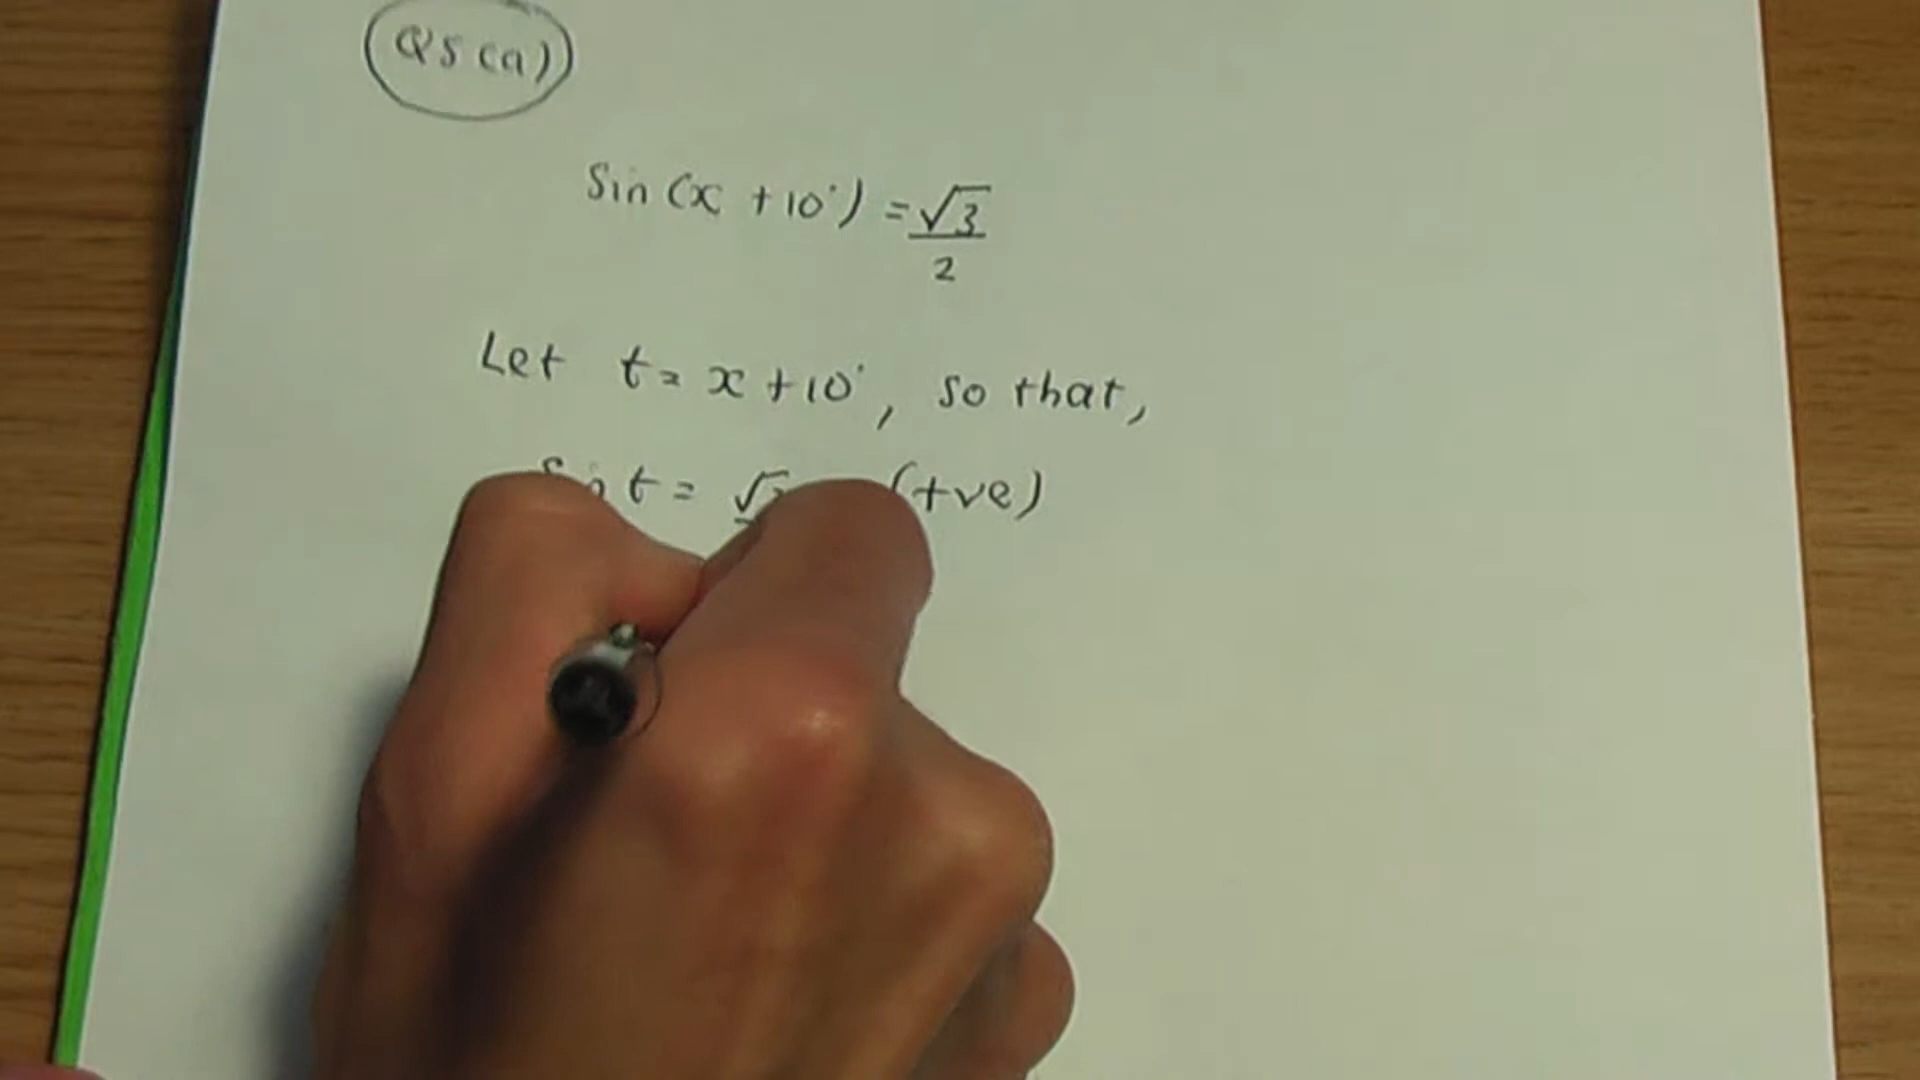 Q5 (a)
Sin (x + 10°) = √3
2
Let t = x + 10°, so that,
t = (+ve)